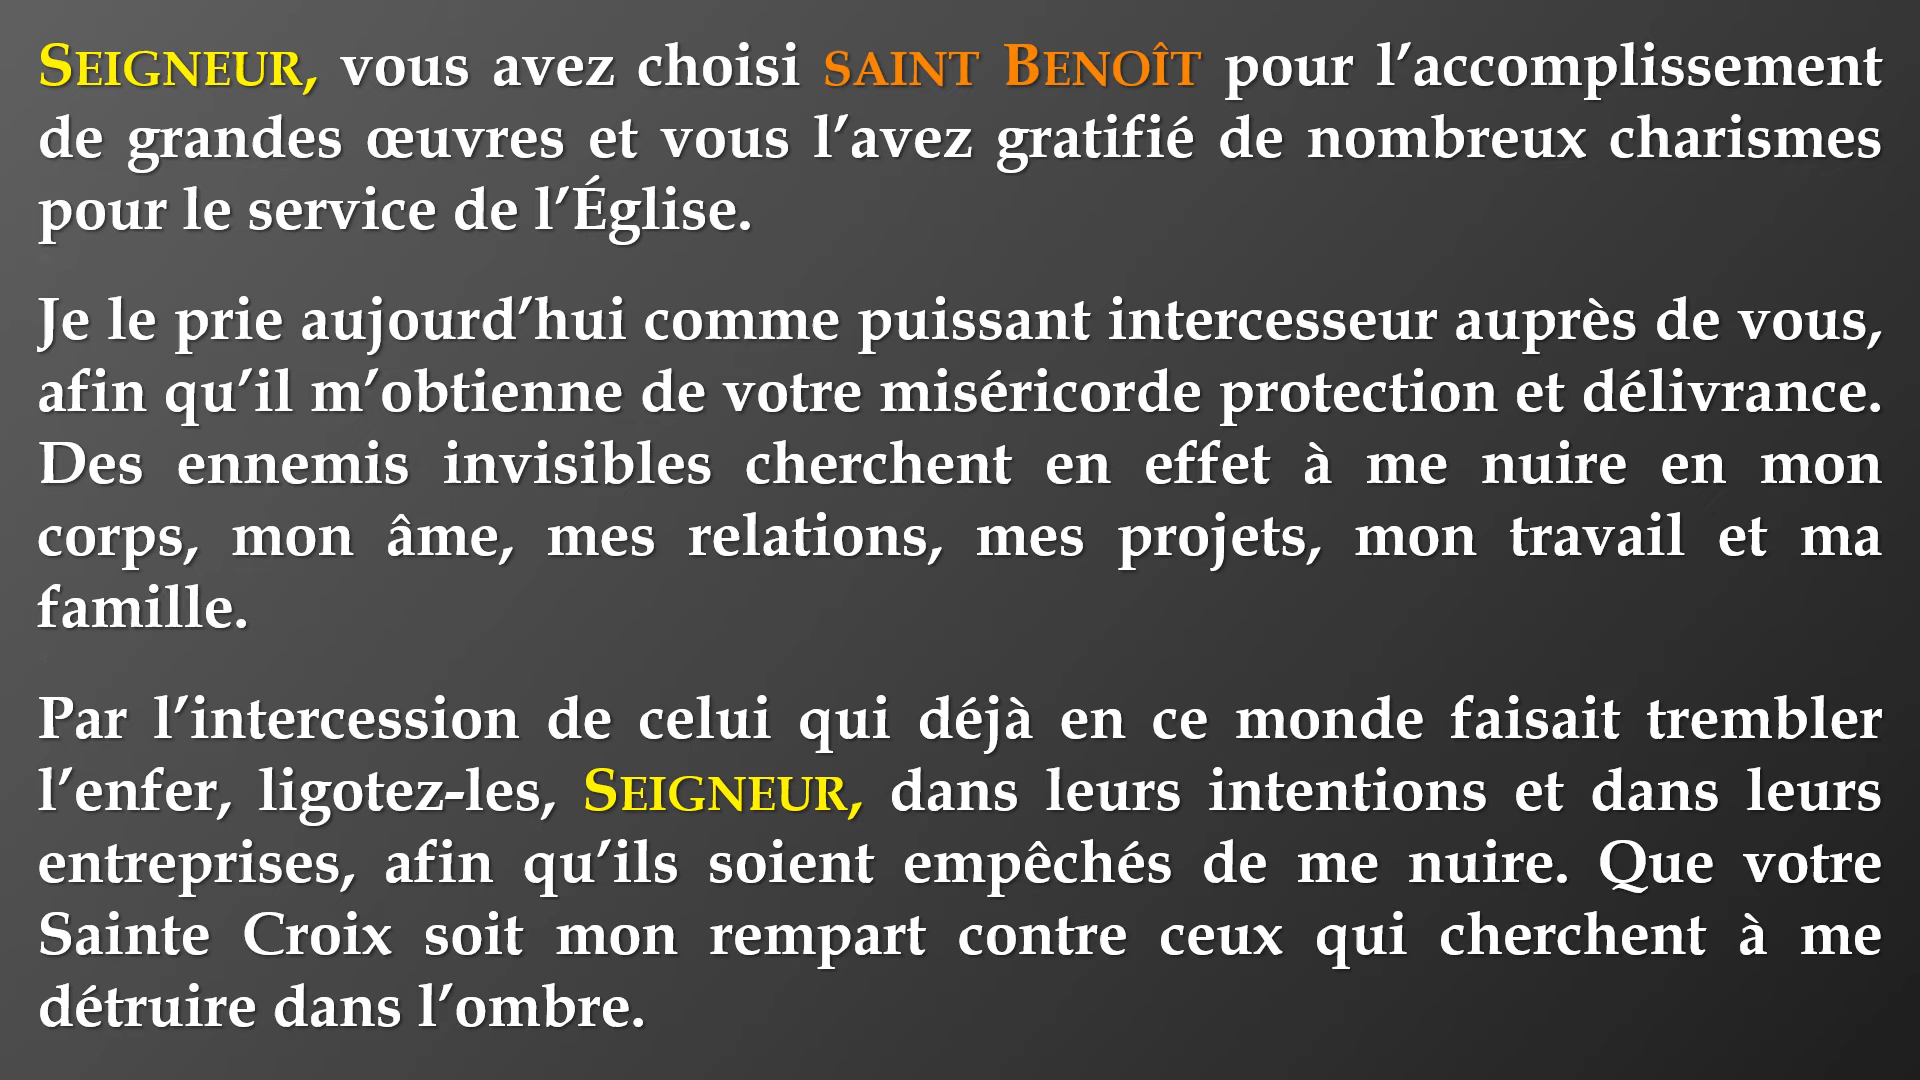 SEIGNEUR, vous avez choisi SAINT BENOÎT pour l’accomplissement
de grandes œuvres et vous l’avez gratifié de nombreux charismes
pour le service de l’Église.
Je le prie aujourd’hui comme puissant intercesseur auprès de vous,
afin qu’il m’obtienne de votre miséricorde protection et délivrance.
Des ennemis invisibles cherchent en effet à me nuire en mon
corps, mon âme, mes relations, mes projets, mon travail et ma
famille.
Par l’intercession de celui qui déjà en ce monde faisait trembler
l’enfer, ligotez-les, SEIGNEUR, dans leurs intentions et dans leurs
entreprises, afin qu’ils soient empêchés de me nuire. Que votre
Sainte Croix soit mon rempart contre ceux qui cherchent à me
détruire dans l’ombre.